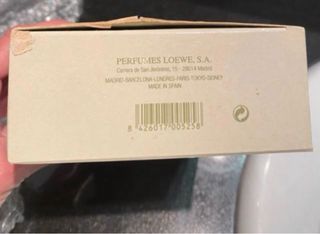 PERFUMES LOEWE, S.A.
Carrera de San Jerónimo, 15 - 28014 Madrid
MADRID-BARCELONA-LONDRES-PARIS-TOKYO-SIDNEY
MADE IN SPAIN
8 426017 005258